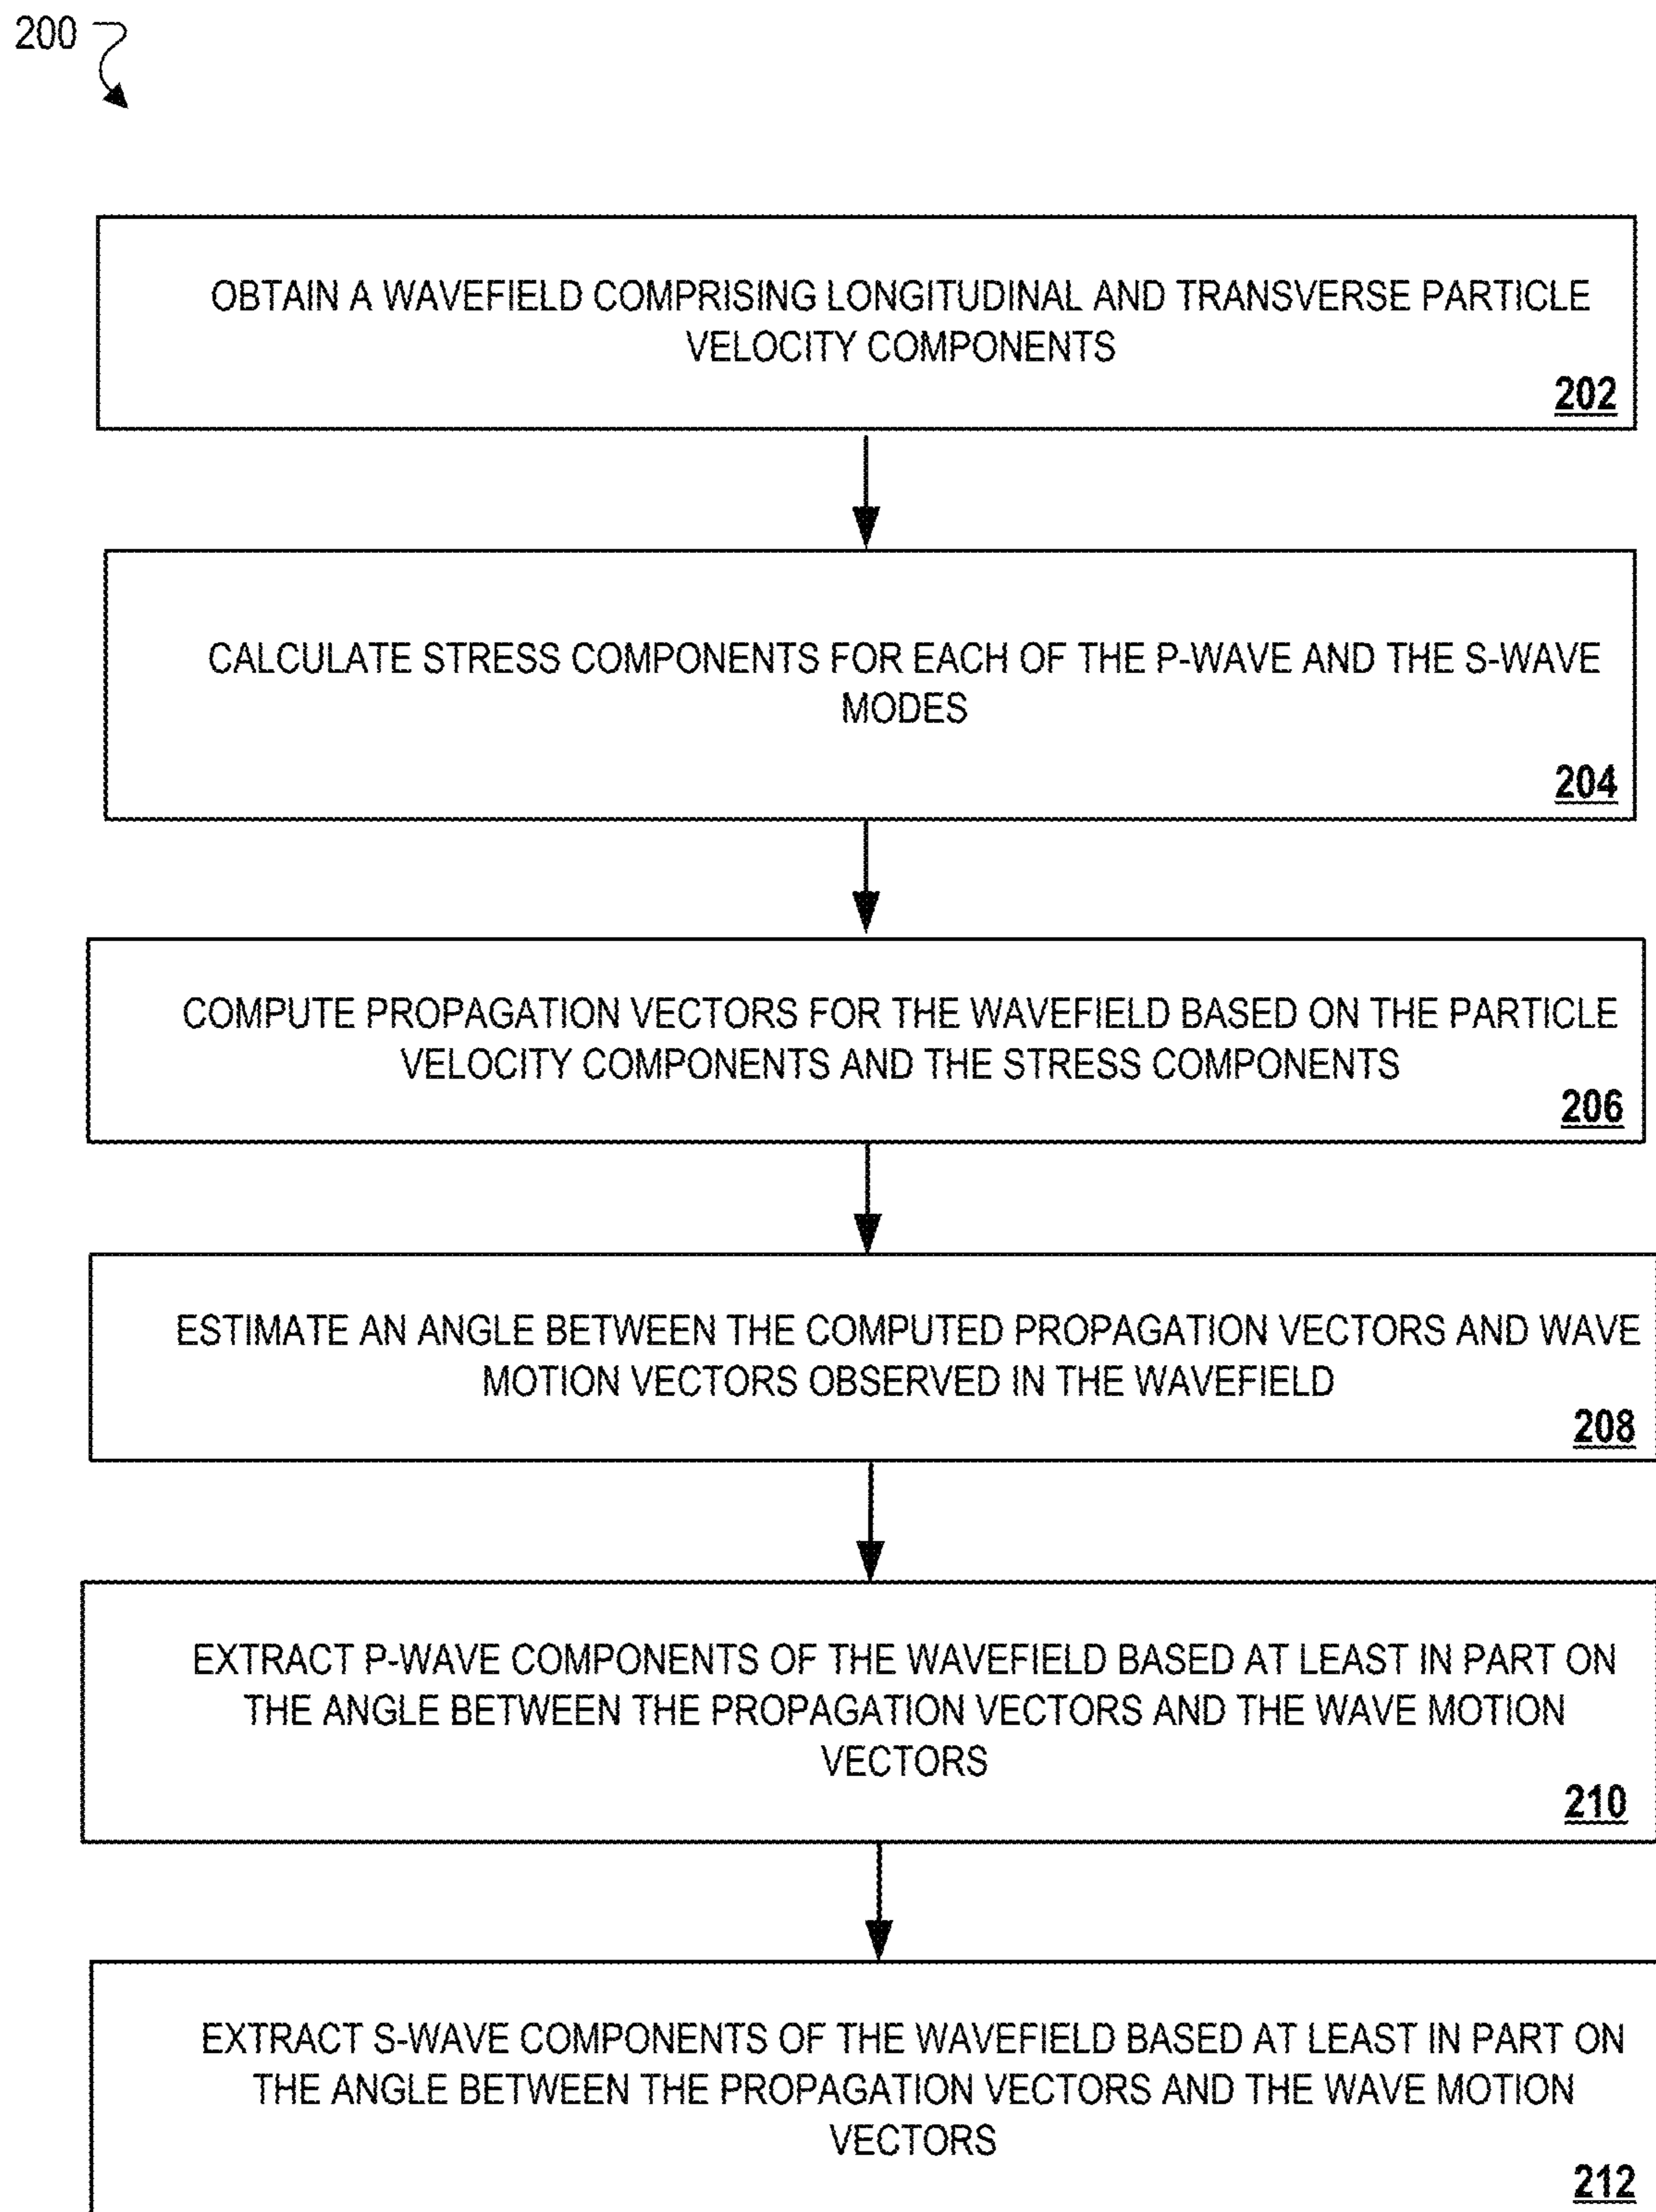 200
OBTAIN A WAVEFIELD COMPRISING LONGITUDINAL AND TRANSVERSE PARTICLE
VELOCITY COMPONENTS
202
CALCULATE STRESS COMPONENTS FOR EACH OF THE P-WAVE AND THE S-WAVE
MODES
204
COMPUTE PROPAGATION VECTORS FOR THE WAVEFIELD BASED ON THE PARTICLE
VELOCITY COMPONENTS AND THE STRESS COMPONENTS
206
ESTIMATE AN ANGLE BETWEEN THE COMPUTED PROPAGATION VECTORS AND WAVE
MOTION VECTORS OBSERVED IN THE WAVEFIELD
208
EXTRACT P-WAVE COMPONENTS OF THE WAVEFIELD BASED AT LEAST IN PART ON
THE ANGLE BETWEEN THE PROPAGATION VECTORS AND THE WAVE MOTION
VECTORS
210
EXTRACT S-WAVE COMPONENTS OF THE WAVEFIELD BASED AT LEAST IN PART ON
THE ANGLE BETWEEN THE PROPAGATION VECTORS AND THE WAVE MOTION
VECTORS
212